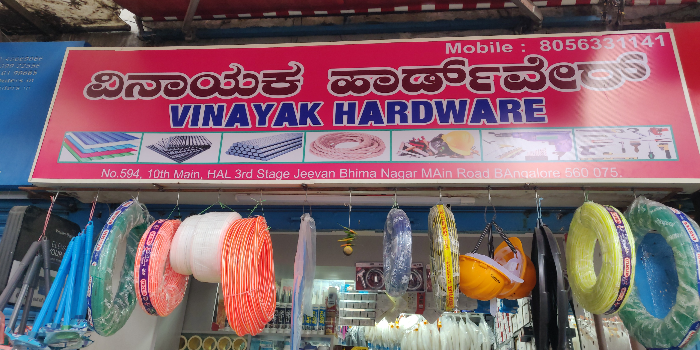 Mobile : 8056331141
ವಿನಾಯಕ ಹಾರ್ಡ್‌ವೇರ್
VINAYAK HARDWARE
No.594, 10th Main, HAL 3rd Stage Jeevan Bhima Nagar MAin Road BAngalore 560 075.